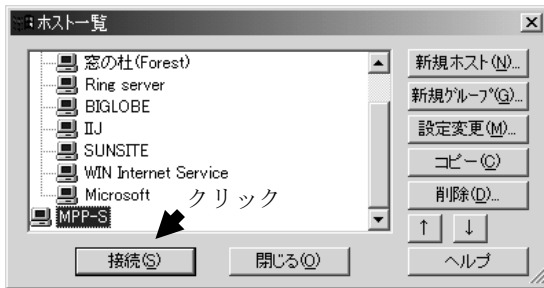 ホスト一覧
窓の杜(Forest)
Ring server
BIGLOBE
IIJ
SUNSITE
WIN Internet Service
Microsoft
MPP-S
クリック
接続(S)
閉じる(O)
新規ホスト(N)...
新規グループ(G)...
設定変更(M)...
コピー(C)
削除(D)...
↑ ↓
ヘルプ